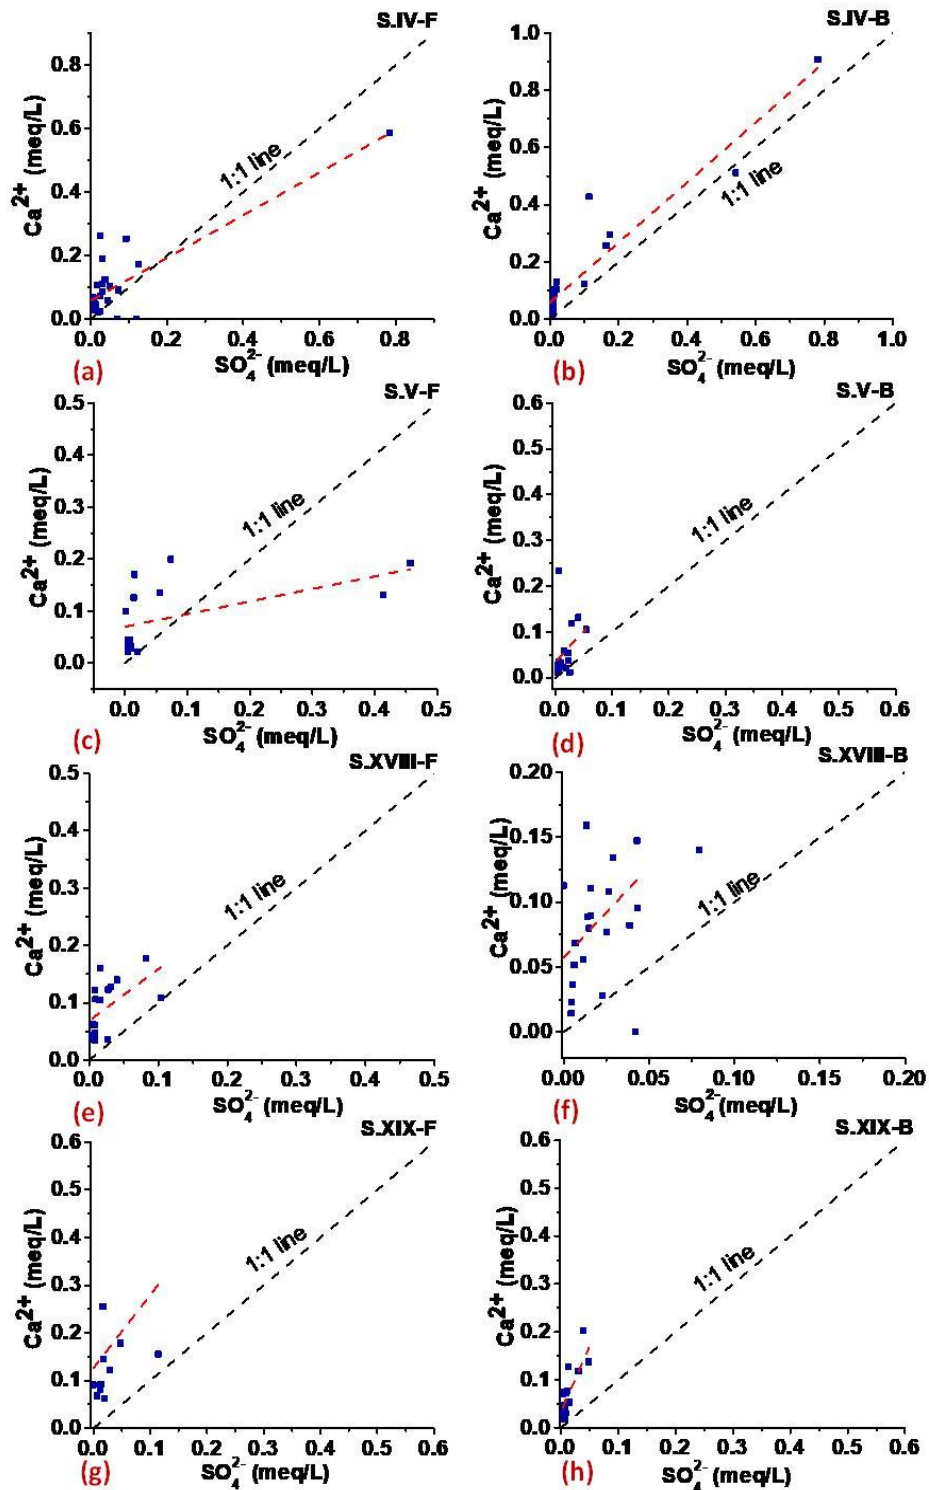 S.IV-F
0.8
0.6
0.4
0.2
0.0
Ca2+ (meq/L)
1:1 line
0.2 0.4 0.6 0.8
(a) SO₄²⁻ (meq/L)
S.IV-B
1.0
0.8
0.6
0.4
0.2
0.0
Ca2+ (meq/L)
1:1 line
0.2 0.4 0.6 0.8 1.0
(b) SO₄²⁻ (meq/L)
S.V-F
0.5
0.4
0.3
0.2
0.1
0.0
Ca2+ (meq/L)
1:1 line
0.0 0.1 0.2 0.3 0.4 0.5
(c) SO₄²⁻ (meq/L)
S.V-B
0.6
0.5
0.4
0.3
0.2
0.1
0.0
Ca2+ (meq/L)
1:1 line
0.0 0.1 0.2 0.3 0.4 0.5 0.6
(d) SO₄²⁻ (meq/L)
S.XVIII-F
0.5
0.4
0.3
0.2
0.1
0.0
Ca2+ (meq/L)
1:1 line
0.0 0.1 0.2 0.3 0.4 0.5
(e) SO₄²⁻ (meq/L)
S.XVIII-B
0.20
0.15
0.10
0.05
0.00
Ca2+ (meq/L)
1:1 line
0.00 0.05 0.10 0.15 0.20
(f) SO₄²⁻ (meq/L)
S.XIX-F
0.6
0.5
0.4
0.3
0.2
0.1
0.0
Ca2+ (meq/L)
1:1 line
0.0 0.1 0.2 0.3 0.4 0.5 0.6
(g) SO₄²⁻ (meq/L)
S.XIX-B
0.6
0.5
0.4
0.3
0.2
0.1
0.0
Ca2+ (meq/L)
1:1 line
0.0 0.1 0.2 0.3 0.4 0.5 0.6
(h) SO₄²⁻ (meq/L)